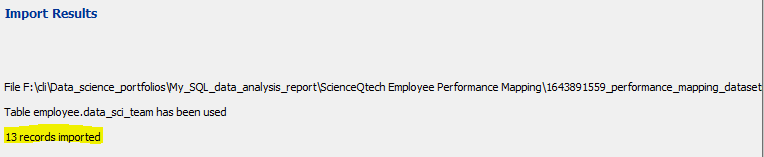 Import Results
File F:\cli\Data_science_portfolios\My_SQL_data_analysis_report\ScienceQtech Employee Performance Mapping\1643891559_performance_mapping_dataset
Table employee.data_sci_team has been used
13 records imported